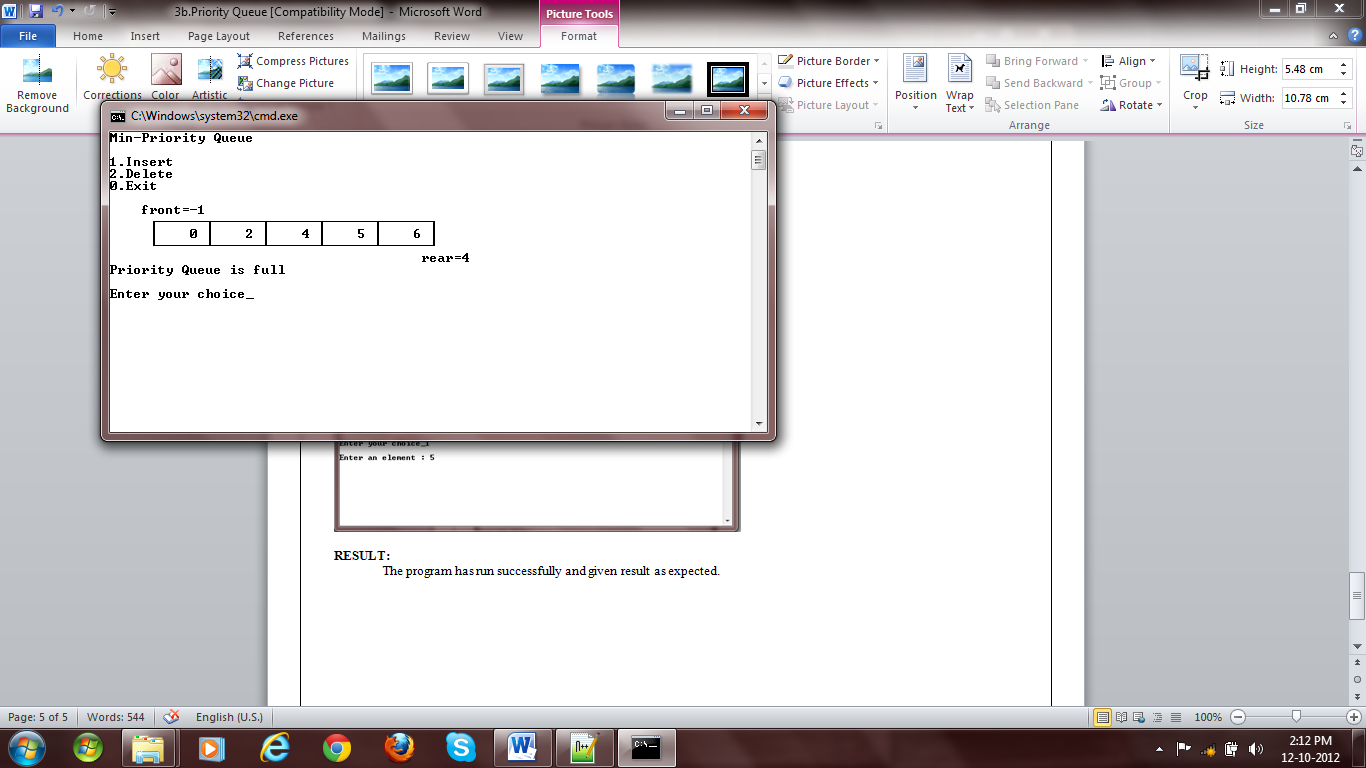 3b.Priority Queue [Compatibility Mode] - Microsoft Word
Picture Tools
File Home Insert Page Layout References Mailings Review View Format
Remove Background
Corrections
Color
Artistic
Compress Pictures
Change Picture
Picture Border
Picture Effects
Picture Layout
Position
Wrap Text
Bring Forward
Send Backward
Selection Pane
Align
Group
Rotate
Arrange
Crop
Height: 5.48 cm
Width: 10.78 cm
Size
C:\Windows\system32\cmd.exe
Min-Priority Queue
1.Insert
2.Delete
0.Exit
front=-1
0 2 4 5 6
rear=4
Priority Queue is full
Enter your choice_
Enter your choice_1
Enter an element : 5
RESULT:
The program has run successfully and given result as expected.
Page: 5 of 5 Words: 544 English (U.S.) 100%
2:12 PM
12-10-2012